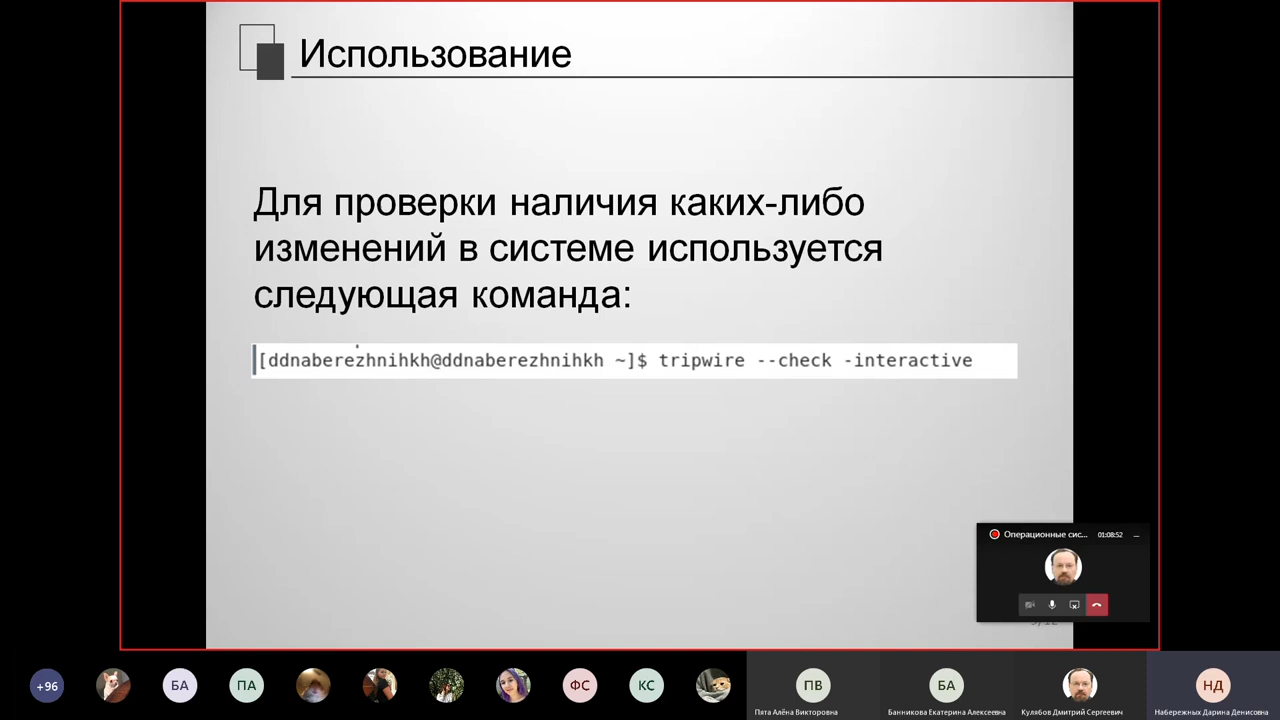 Использование
Для проверки наличия каких-либо
изменений в системе используется
следующая команда:
[ddnaberezhnihkh@ddnaberezhnihkh ~]$ tripwire --check -interactive
Операционные сис... 01:08:52
+96
БА
ПА
ФС
КС
ПВ
БА
НД
Пята Алёна Викторовна
Банникова Екатерина Алексеевна
Кулябов Дмитрий Сергеевич
Набережных Дарина Денисовна